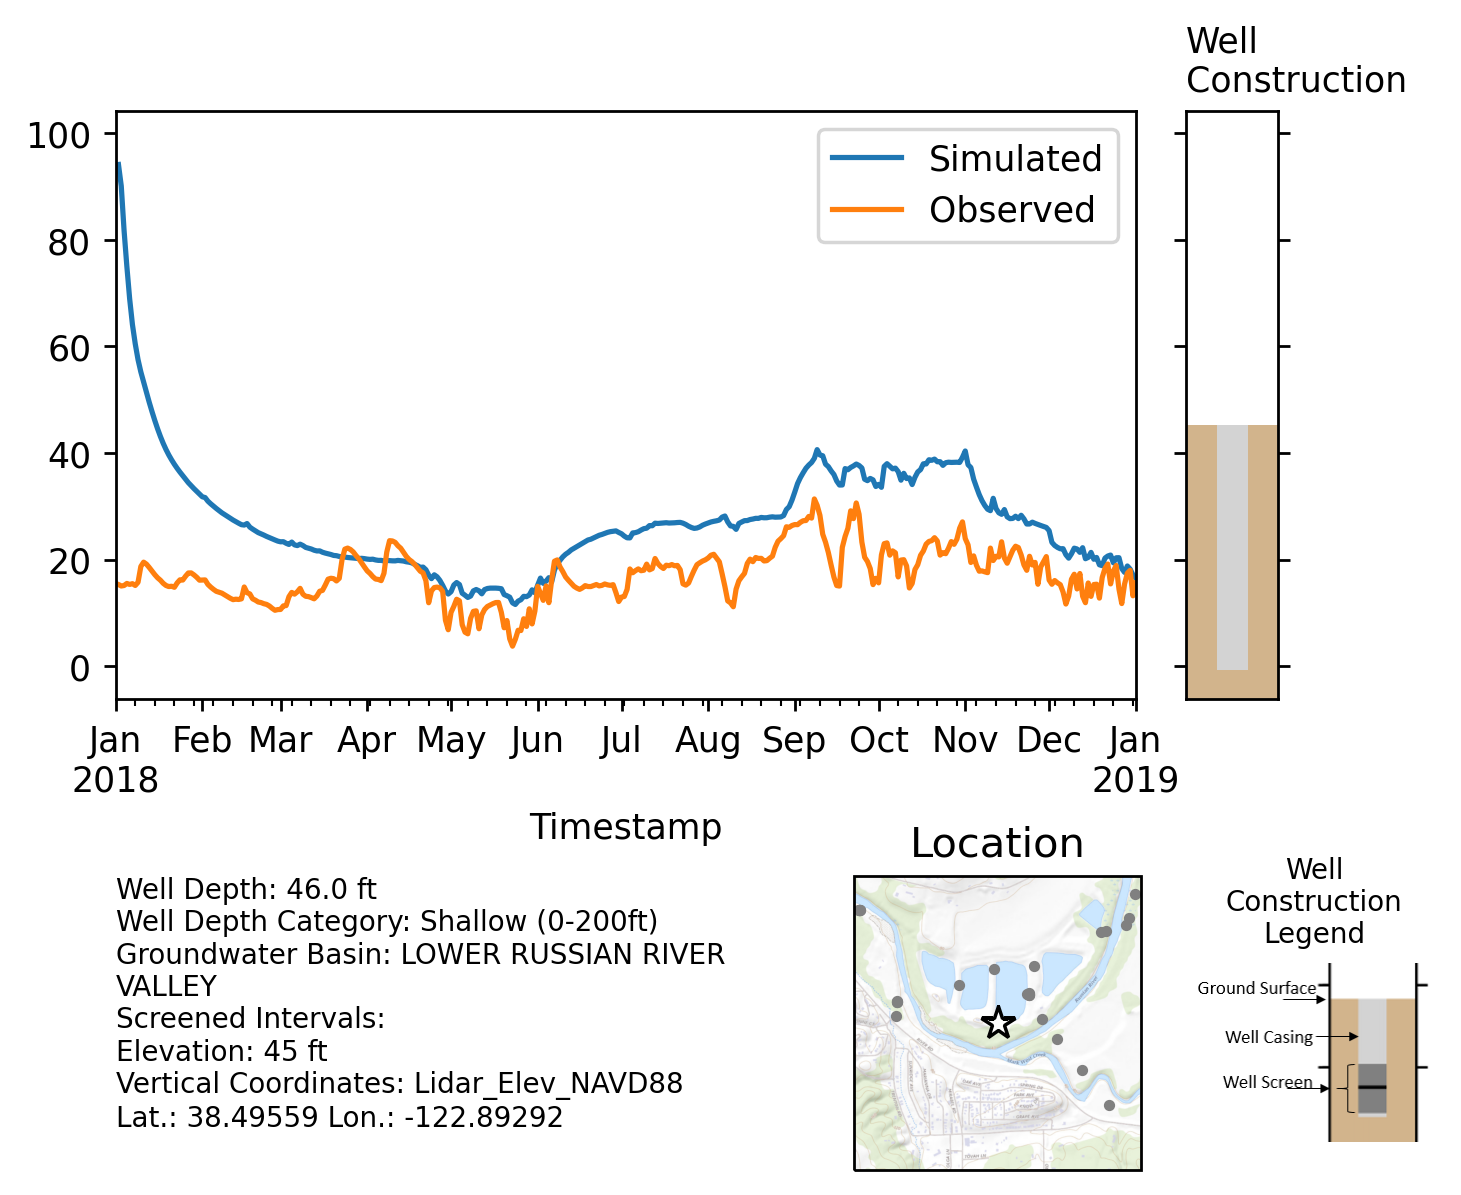 Well
Construction
100
80
60
40
20
0
Simulated
Observed
Jan Feb Mar Apr May Jun Jul Aug Sep Oct Nov Dec Jan
2018 2019
Timestamp
Well Depth: 46.0 ft
Well Depth Category: Shallow (0-200ft)
Groundwater Basin: LOWER RUSSIAN RIVER
VALLEY
Screened Intervals:
Elevation: 45 ft
Vertical Coordinates: Lidar_Elev_NAVD88
Lat.: 38.49559 Lon.: -122.89292
Location
Well
Construction
Legend
Ground Surface
Well Casing
Well Screen